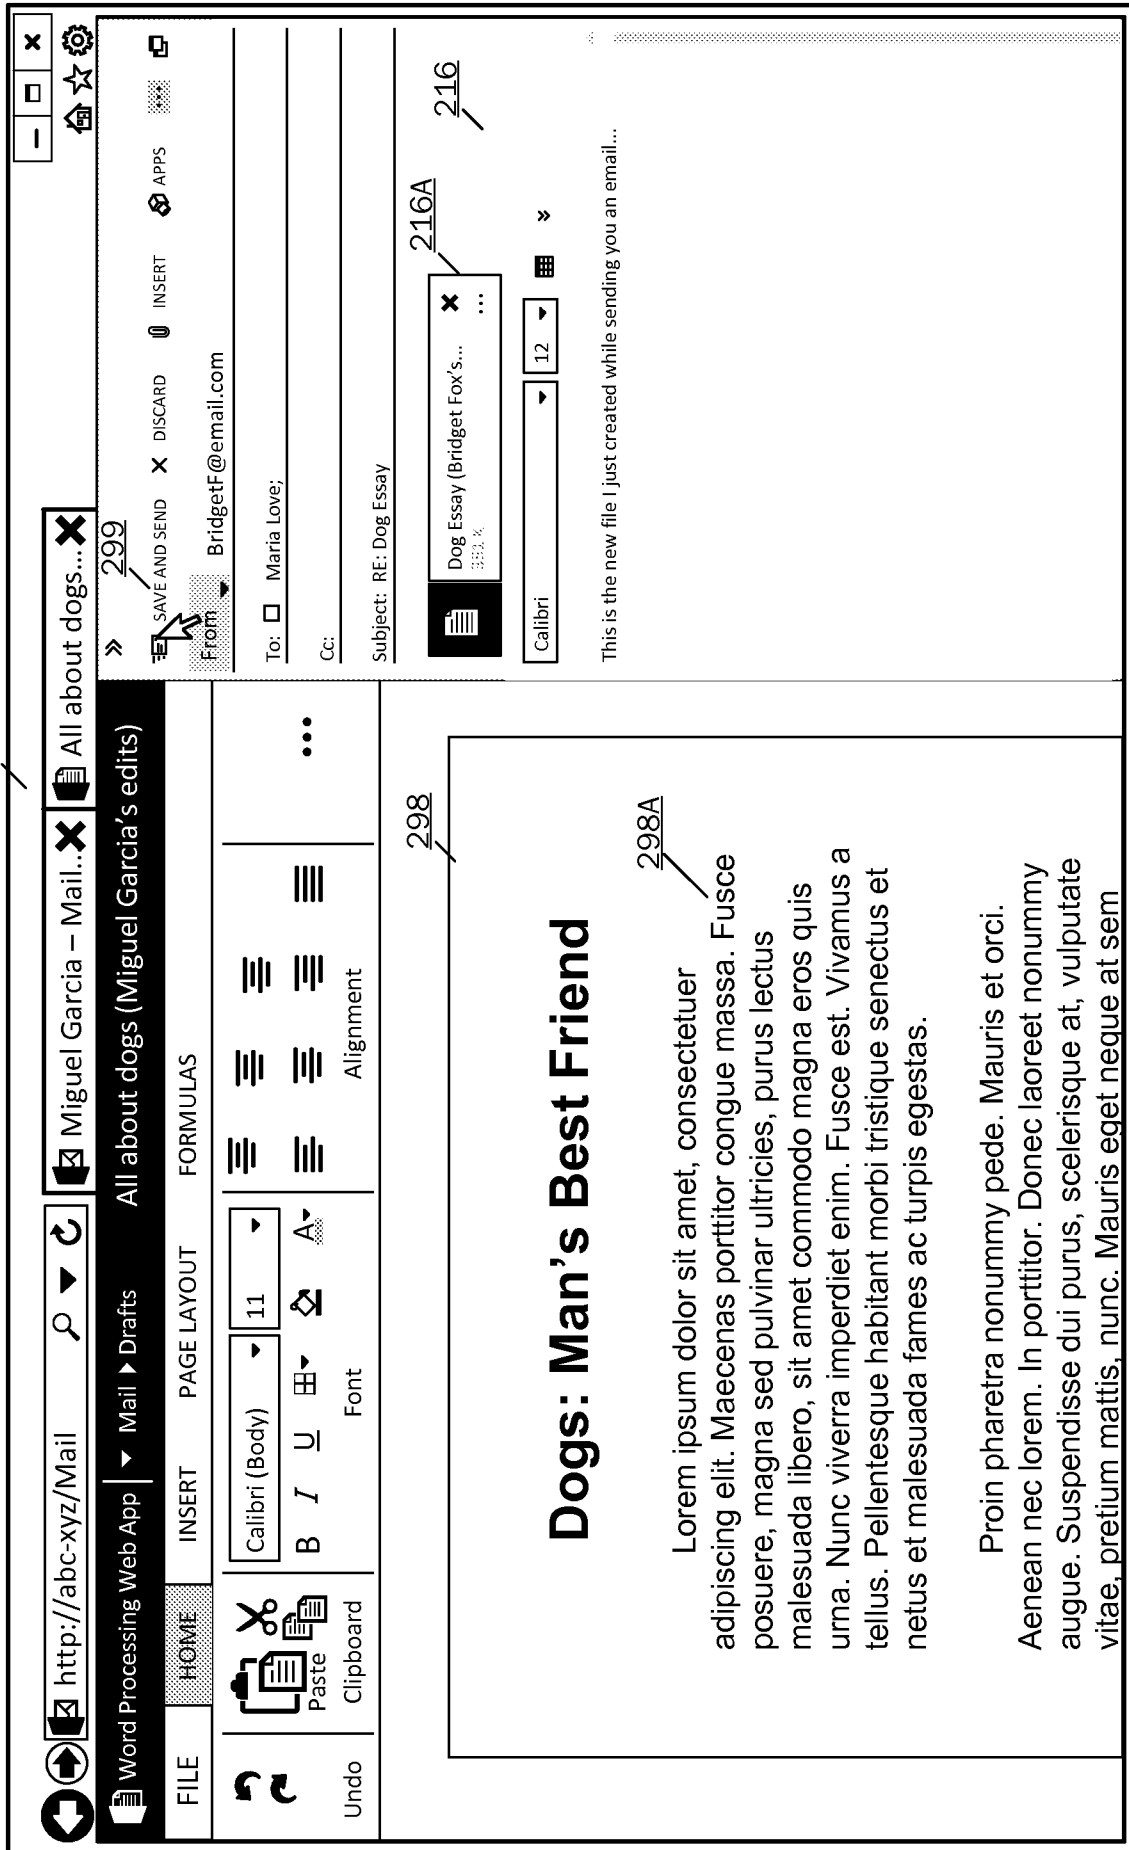 http://abc-xyz/Mail
Miguel Garcia – Mail..
All about dogs...
Word Processing Web App
Mail
Drafts
All about dogs (Miguel Garcia's edits)
FILE
HOME
INSERT
PAGE LAYOUT
FORMULAS
Undo
Paste
Clipboard
Calibri (Body)
11
B I U
A
Font
Alignment
298
Dogs: Man's Best Friend
298A
Lorem ipsum dolor sit amet, consectetuer
adipiscing elit. Maecenas porttitor congue massa. Fusce
posuere, magna sed pulvinar ultricies, purus lectus
malesuada libero, sit amet commodo magna eros quis
urna. Nunc viverra imperdiet enim. Fusce est. Vivamus a
tellus. Pellentesque habitant morbi tristique senectus et
netus et malesuada fames ac turpis egestas.
Proin pharetra nonummy pede. Mauris et orci.
Aenean nec lorem. In porttitor. Donec laoreet nonummy
augue. Suspendisse dui purus, scelerisque at, vulputate
vitae, pretium mattis, nunc. Mauris eget neque at sem
299
SAVE AND SEND
DISCARD
INSERT
APPS
From
BridgetF@email.com
To:
Maria Love;
Cc:
Subject: RE: Dog Essay
216A
216
Dog Essay (Bridget Fox's...
Calibri
12
This is the new file I just created while sending you an email...